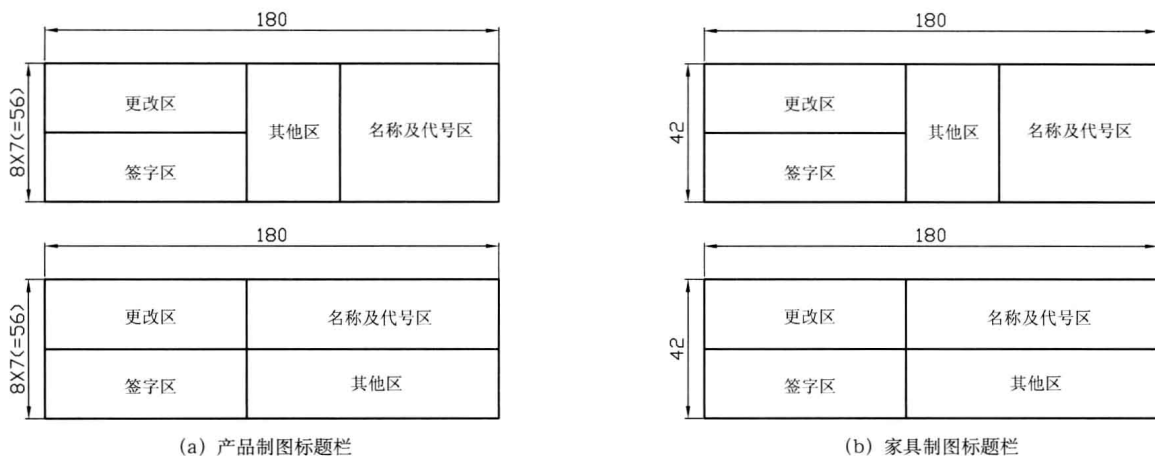 180
8X7(=56)
更改区
签字区
其他区
名称及代号区
180
42
更改区
签字区
其他区
名称及代号区
180
8X7(=56)
更改区
名称及代号区
签字区
其他区
180
42
更改区
名称及代号区
签字区
其他区
(a) 产品制图标题栏
(b) 家具制图标题栏